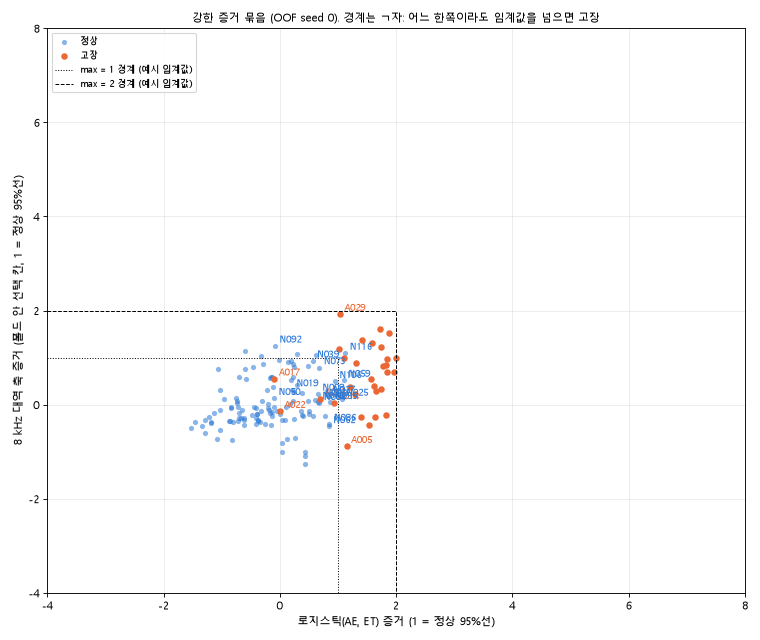 강한 증거 묶음 (OOF seed 0). 경계는 ㄱ자: 어느 한쪽이라도 임계값을 넘으면 고장
정상
고장
max = 1 경계 (예시 임계값)
max = 2 경계 (예시 임계값)
8 kHz 대역 축 증거 (폴드 안 선택 칸, 1 = 정상 95%선)
8
6
4
2
0
-2
-4
A029
N092
N116
N039
N073
A017
N019
N050
A022
N086
N062
A005
-4
-2
0
2
4
6
8
로지스틱(AE, ET) 증거 (1 = 정상 95%선)